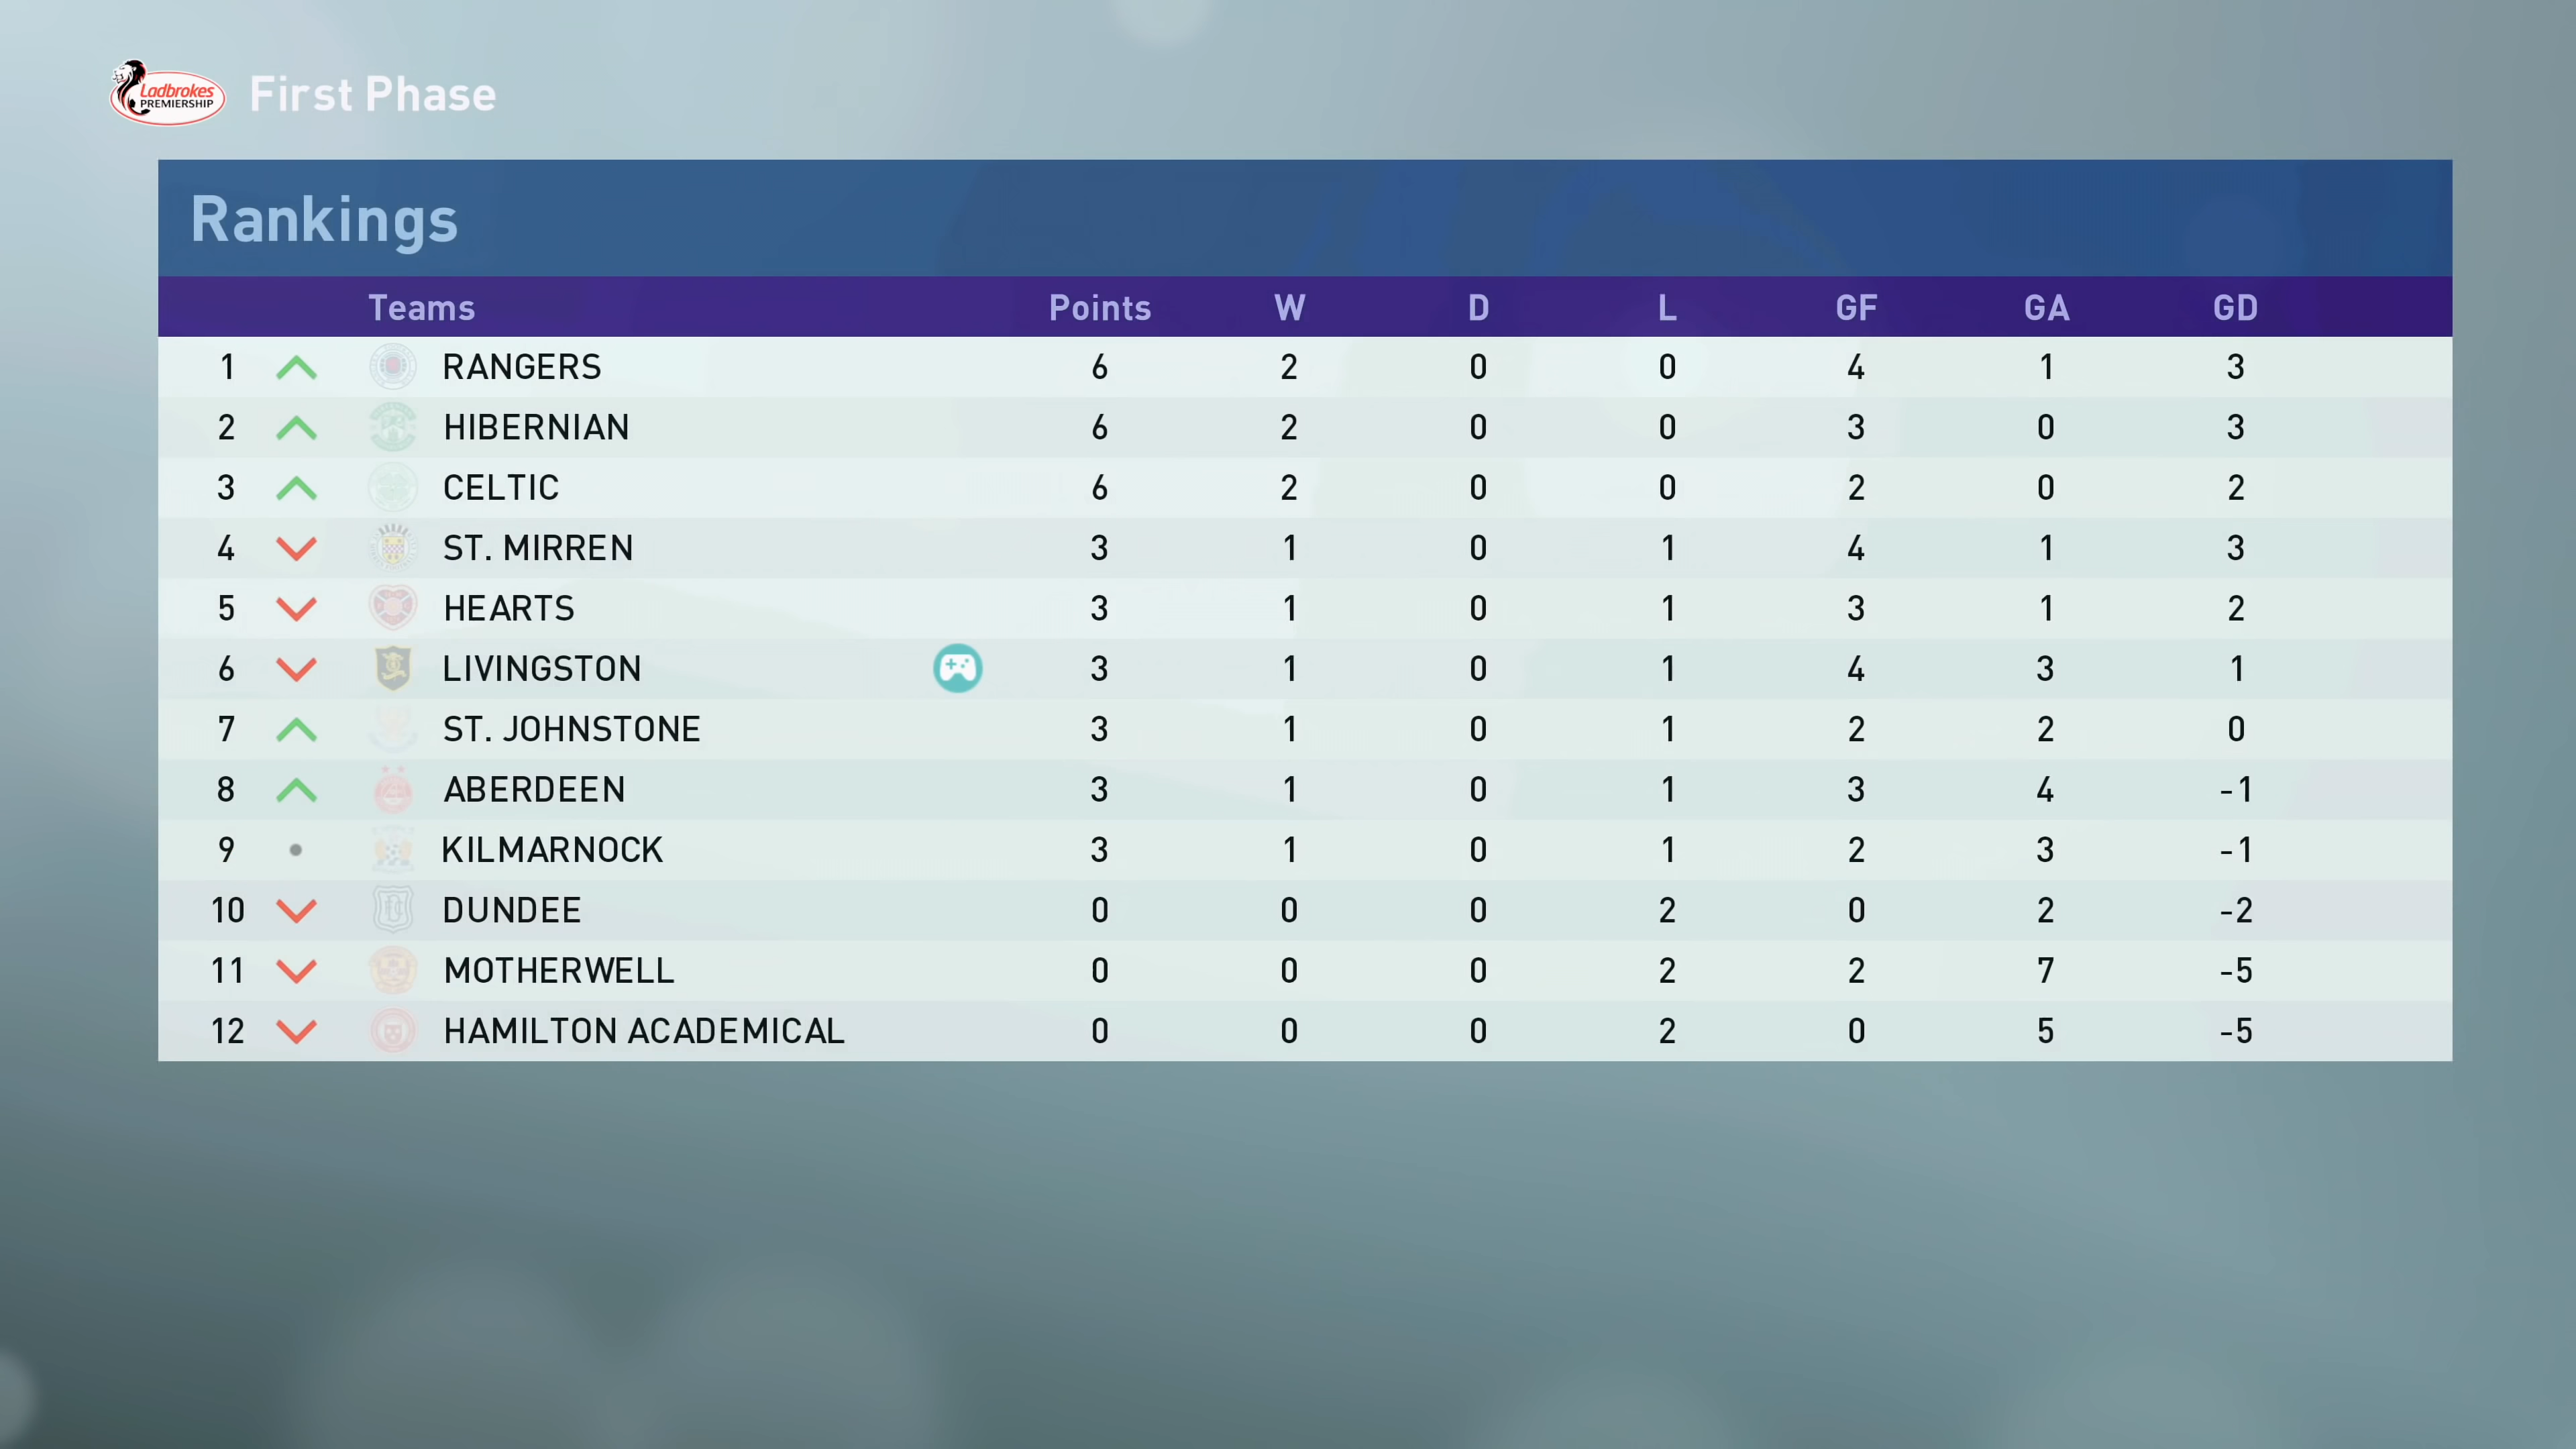 Ladbrokes
PREMIERSHIP
First Phase
Rankings
Teams Points W D L GF GA GD
1 RANGERS 6 2 0 0 4 1 3
2 HIBERNIAN 6 2 0 0 3 0 3
3 CELTIC 6 2 0 0 2 0 2
4 ST. MIRREN 3 1 0 1 4 1 3
5 HEARTS 3 1 0 1 3 1 2
6 LIVINGSTON 3 1 0 1 4 3 1
7 ST. JOHNSTONE 3 1 0 1 2 2 0
8 ABERDEEN 3 1 0 1 3 4 -1
9 KILMARNOCK 3 1 0 1 2 3 -1
10 DUNDEE 0 0 0 2 0 2 -2
11 MOTHERWELL 0 0 0 2 2 7 -5
12 HAMILTON ACADEMICAL 0 0 0 2 0 5 -5